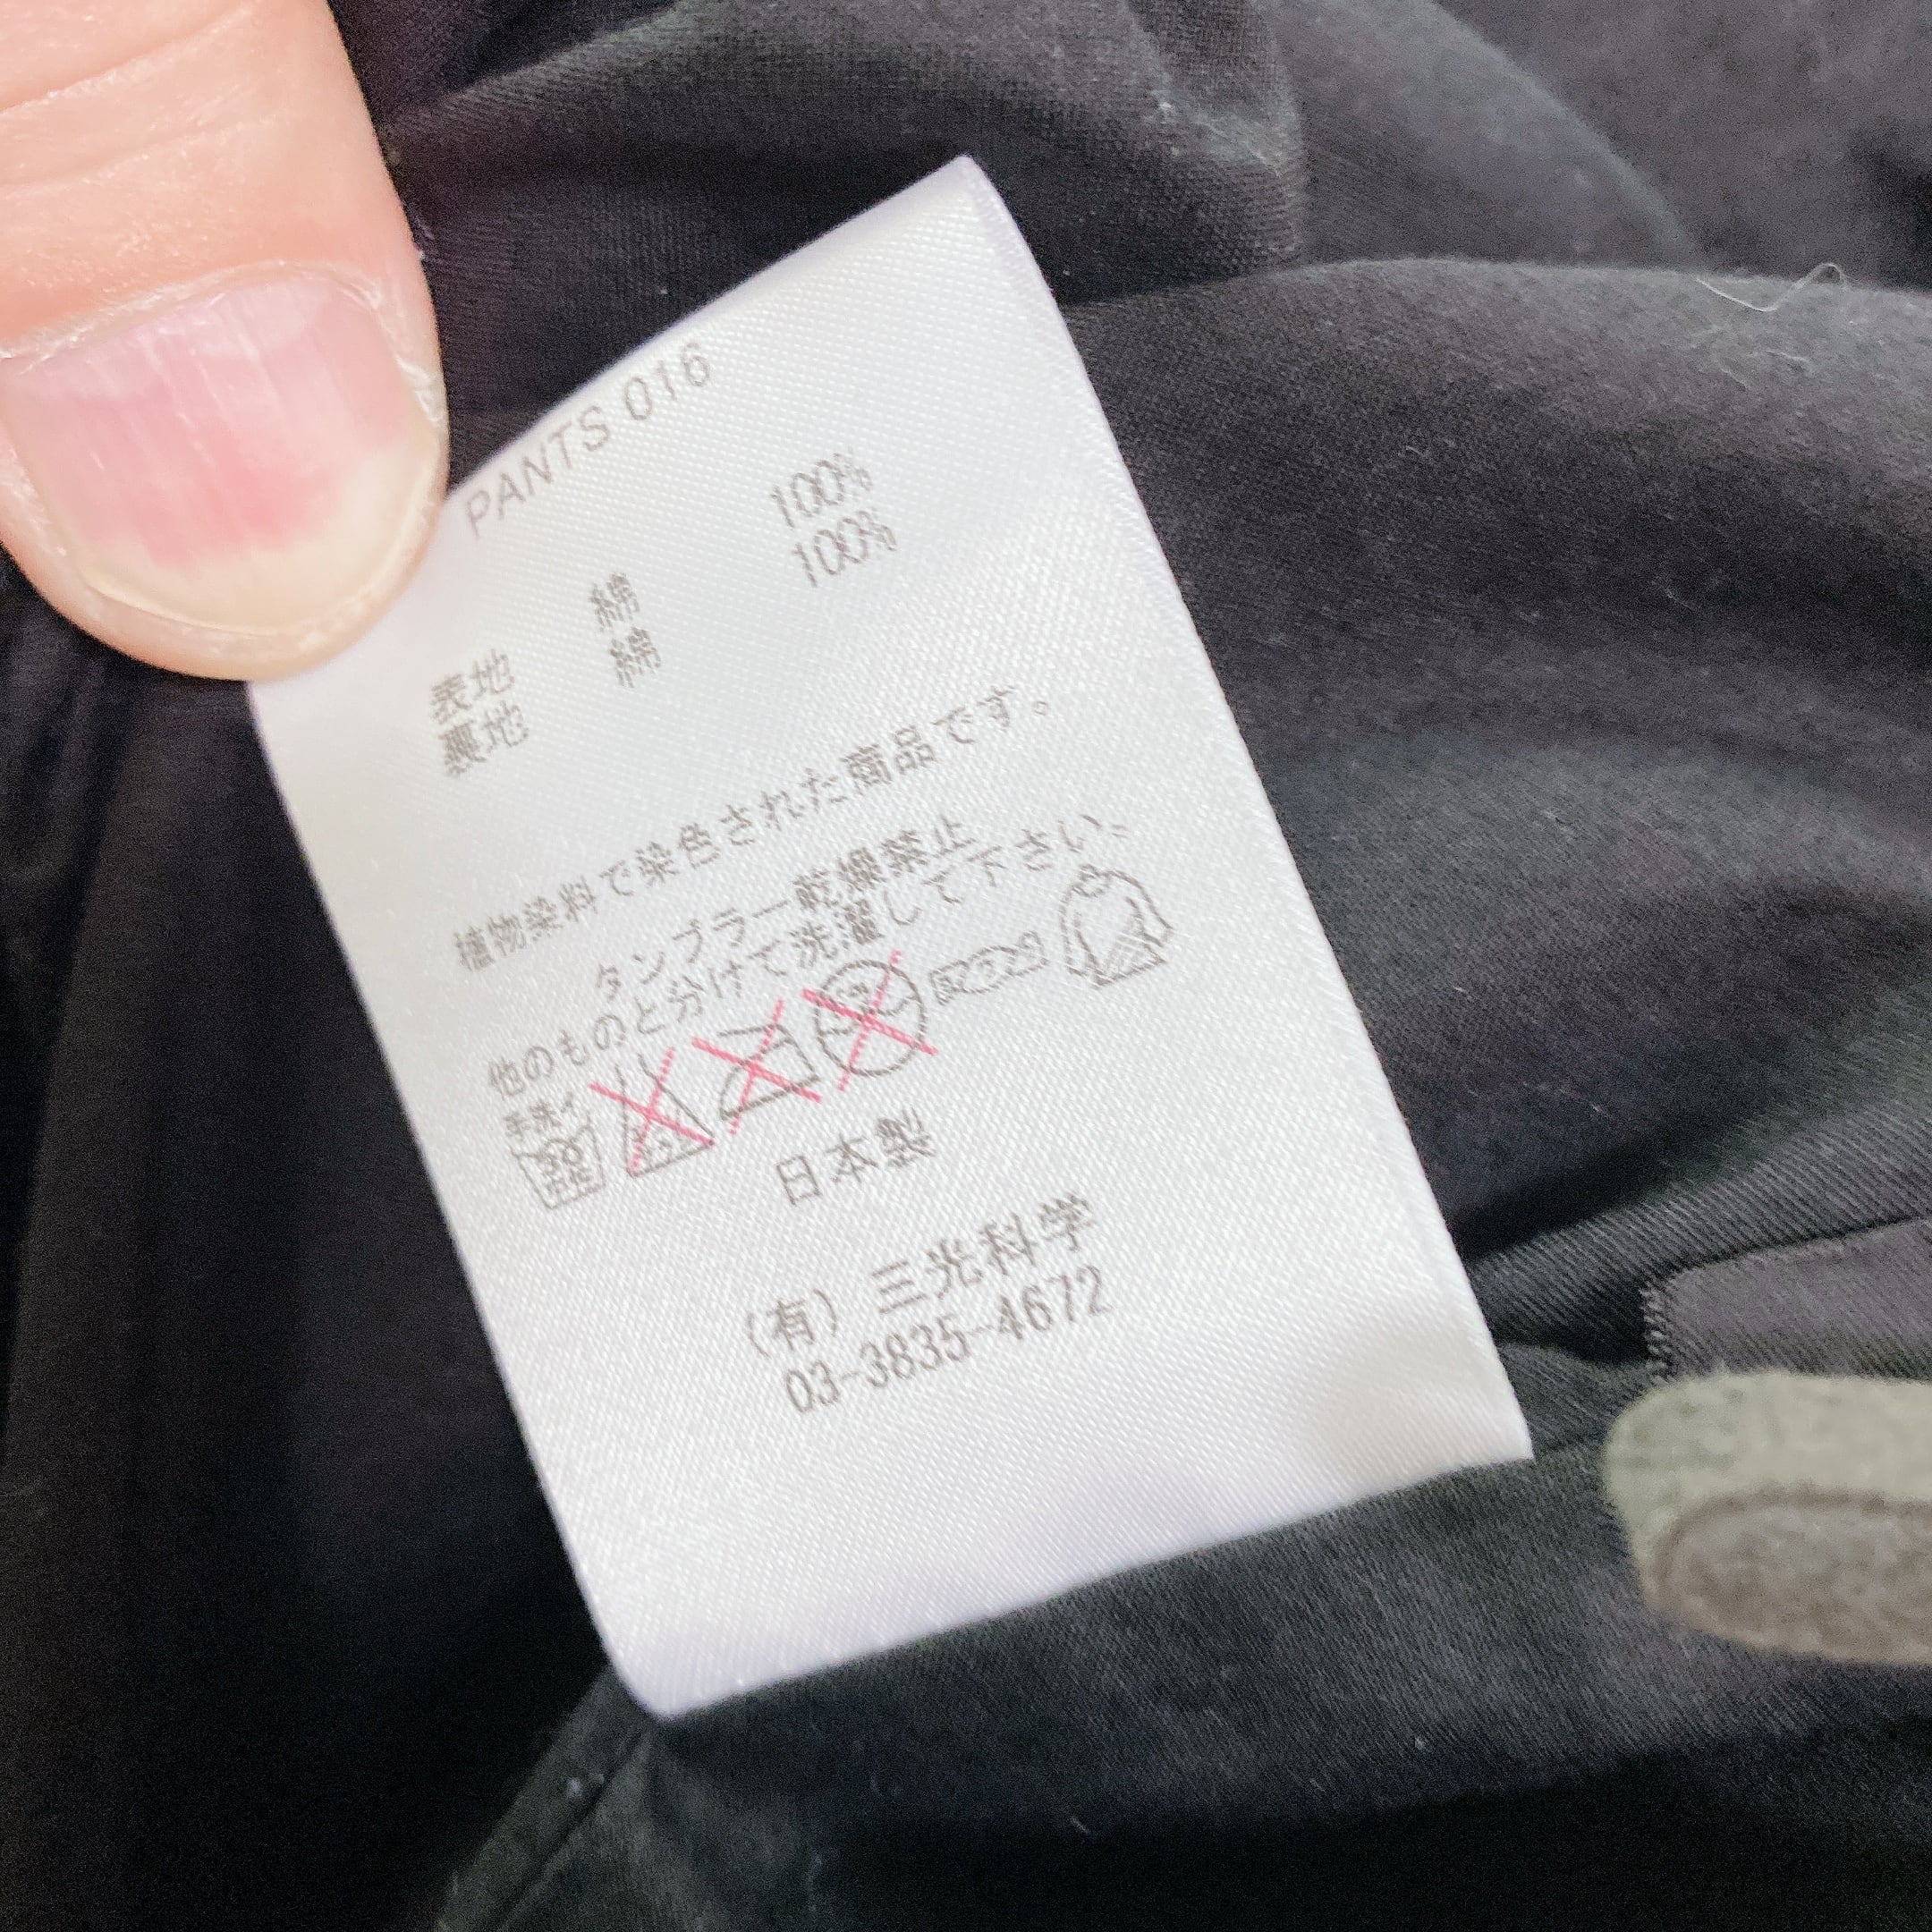 PANTS 016
表地 綿 100%
裏地 綿 100%
植物染料で染色された商品です。
タンブラー乾燥禁止
他のものと分けて洗濯して下さい。
手洗イ
30
日本製
(有) 三光科学
03-3835-4672